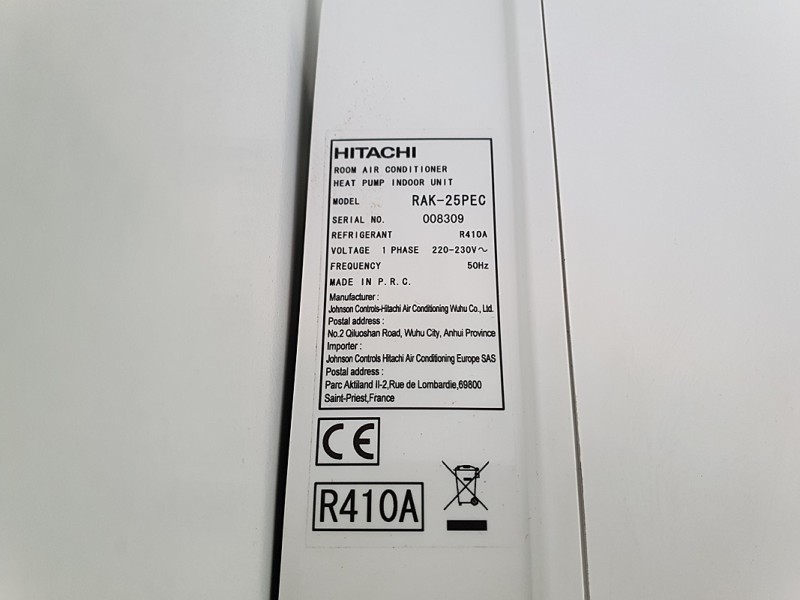 HITACHI
ROOM AIR CONDITIONER
HEAT PUMP INDOOR UNIT
MODEL RAK-25PEC
SERIAL NO. 008309
REFRIGERANT R410A
VOLTAGE 1 PHASE 220-230V～
FREQUENCY 50Hz
MADE IN P.R.C.
Manufacturer :
Johnson Controls-Hitachi Air Conditioning Wuhu Co., Ltd.
Postal address :
No.2 Qiluoshan Road, Wuhu City, Anhui Province
Importer :
Johnson Controls Hitachi Air Conditioning Europe SAS
Postal address :
Parc Aktiland II-2,Rue de Lombardie,69800
Saint-Priest,France
CE
R410A